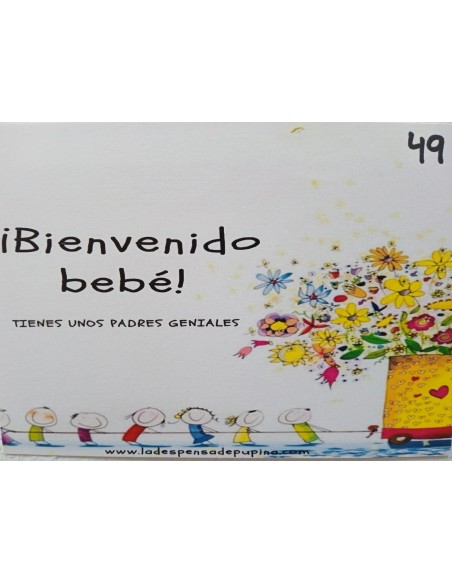 49
¡Bienvenido
bebé!
TIENES UNOS PADRES GENIALES
www.ladespensadepupina.com